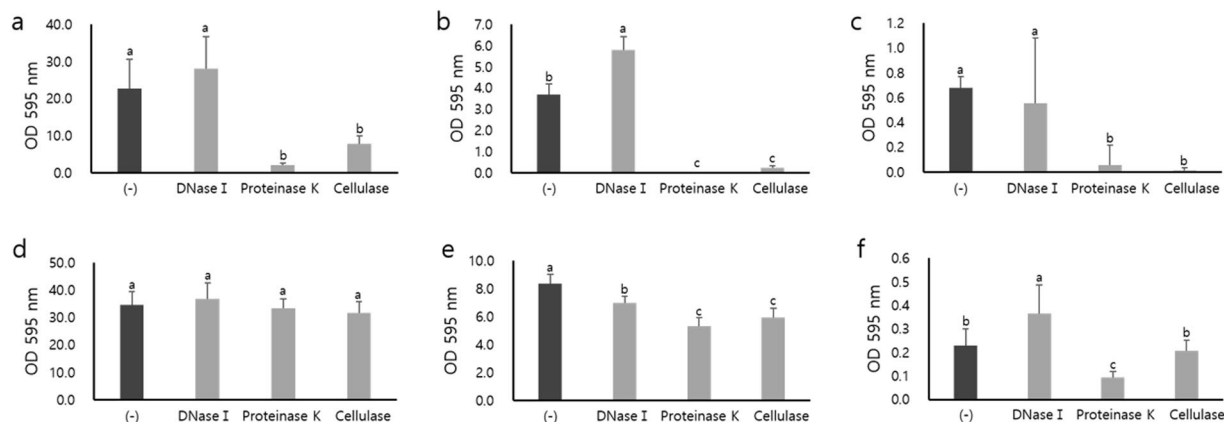 a
OD 595 nm
40.0
30.0
20.0
10.0
0.0
a
a
b
b
(-) DNase I Proteinase K Cellulase
b
OD 595 nm
7.0
6.0
5.0
4.0
3.0
2.0
1.0
0.0
b
a
c
c
(-) DNase I Proteinase K Cellulase
c
OD 595 nm
1.2
1.0
0.8
0.6
0.4
0.2
0.0
a
a
b
b
(-) DNase I Proteinase K Cellulase
d
OD 595 nm
50.0
40.0
30.0
20.0
10.0
0.0
a
a
a
a
(-) DNase I Proteinase K Cellulase
e
OD 595 nm
10.0
8.0
6.0
4.0
2.0
0.0
a
b
c
c
(-) DNase I Proteinase K Cellulase
f
OD 595 nm
0.6
0.5
0.4
0.3
0.2
0.1
0.0
b
a
c
b
(-) DNase I Proteinase K Cellulase